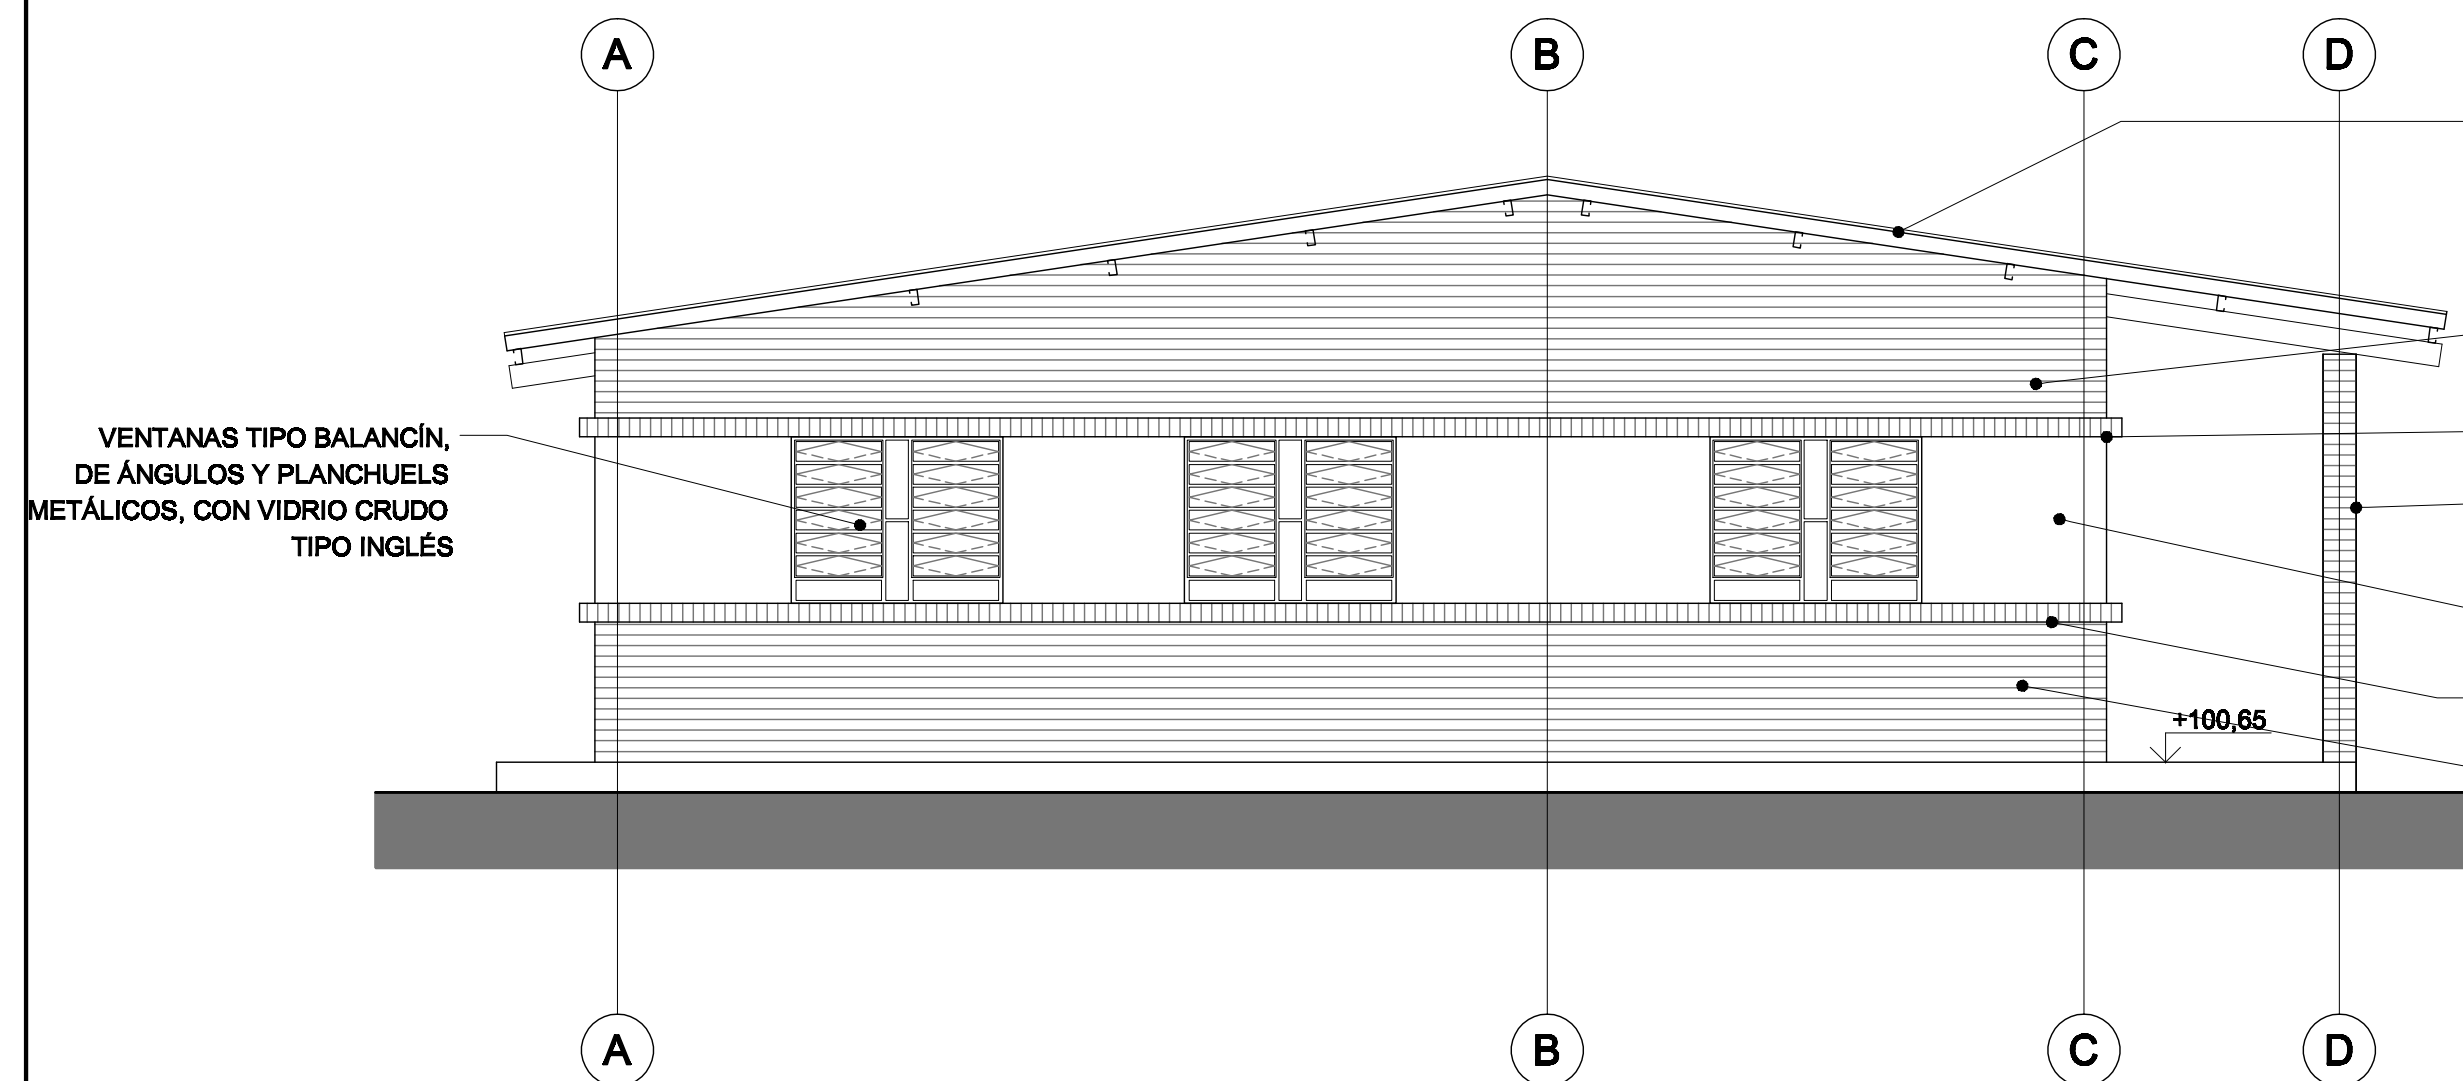 A
B
C
D
VENTANAS TIPO BALANCÍN,
DE ÁNGULOS Y PLANCHUELS
METÁLICOS, CON VIDRIO CRUDO
TIPO INGLÉS
+100,65
A
B
C
D